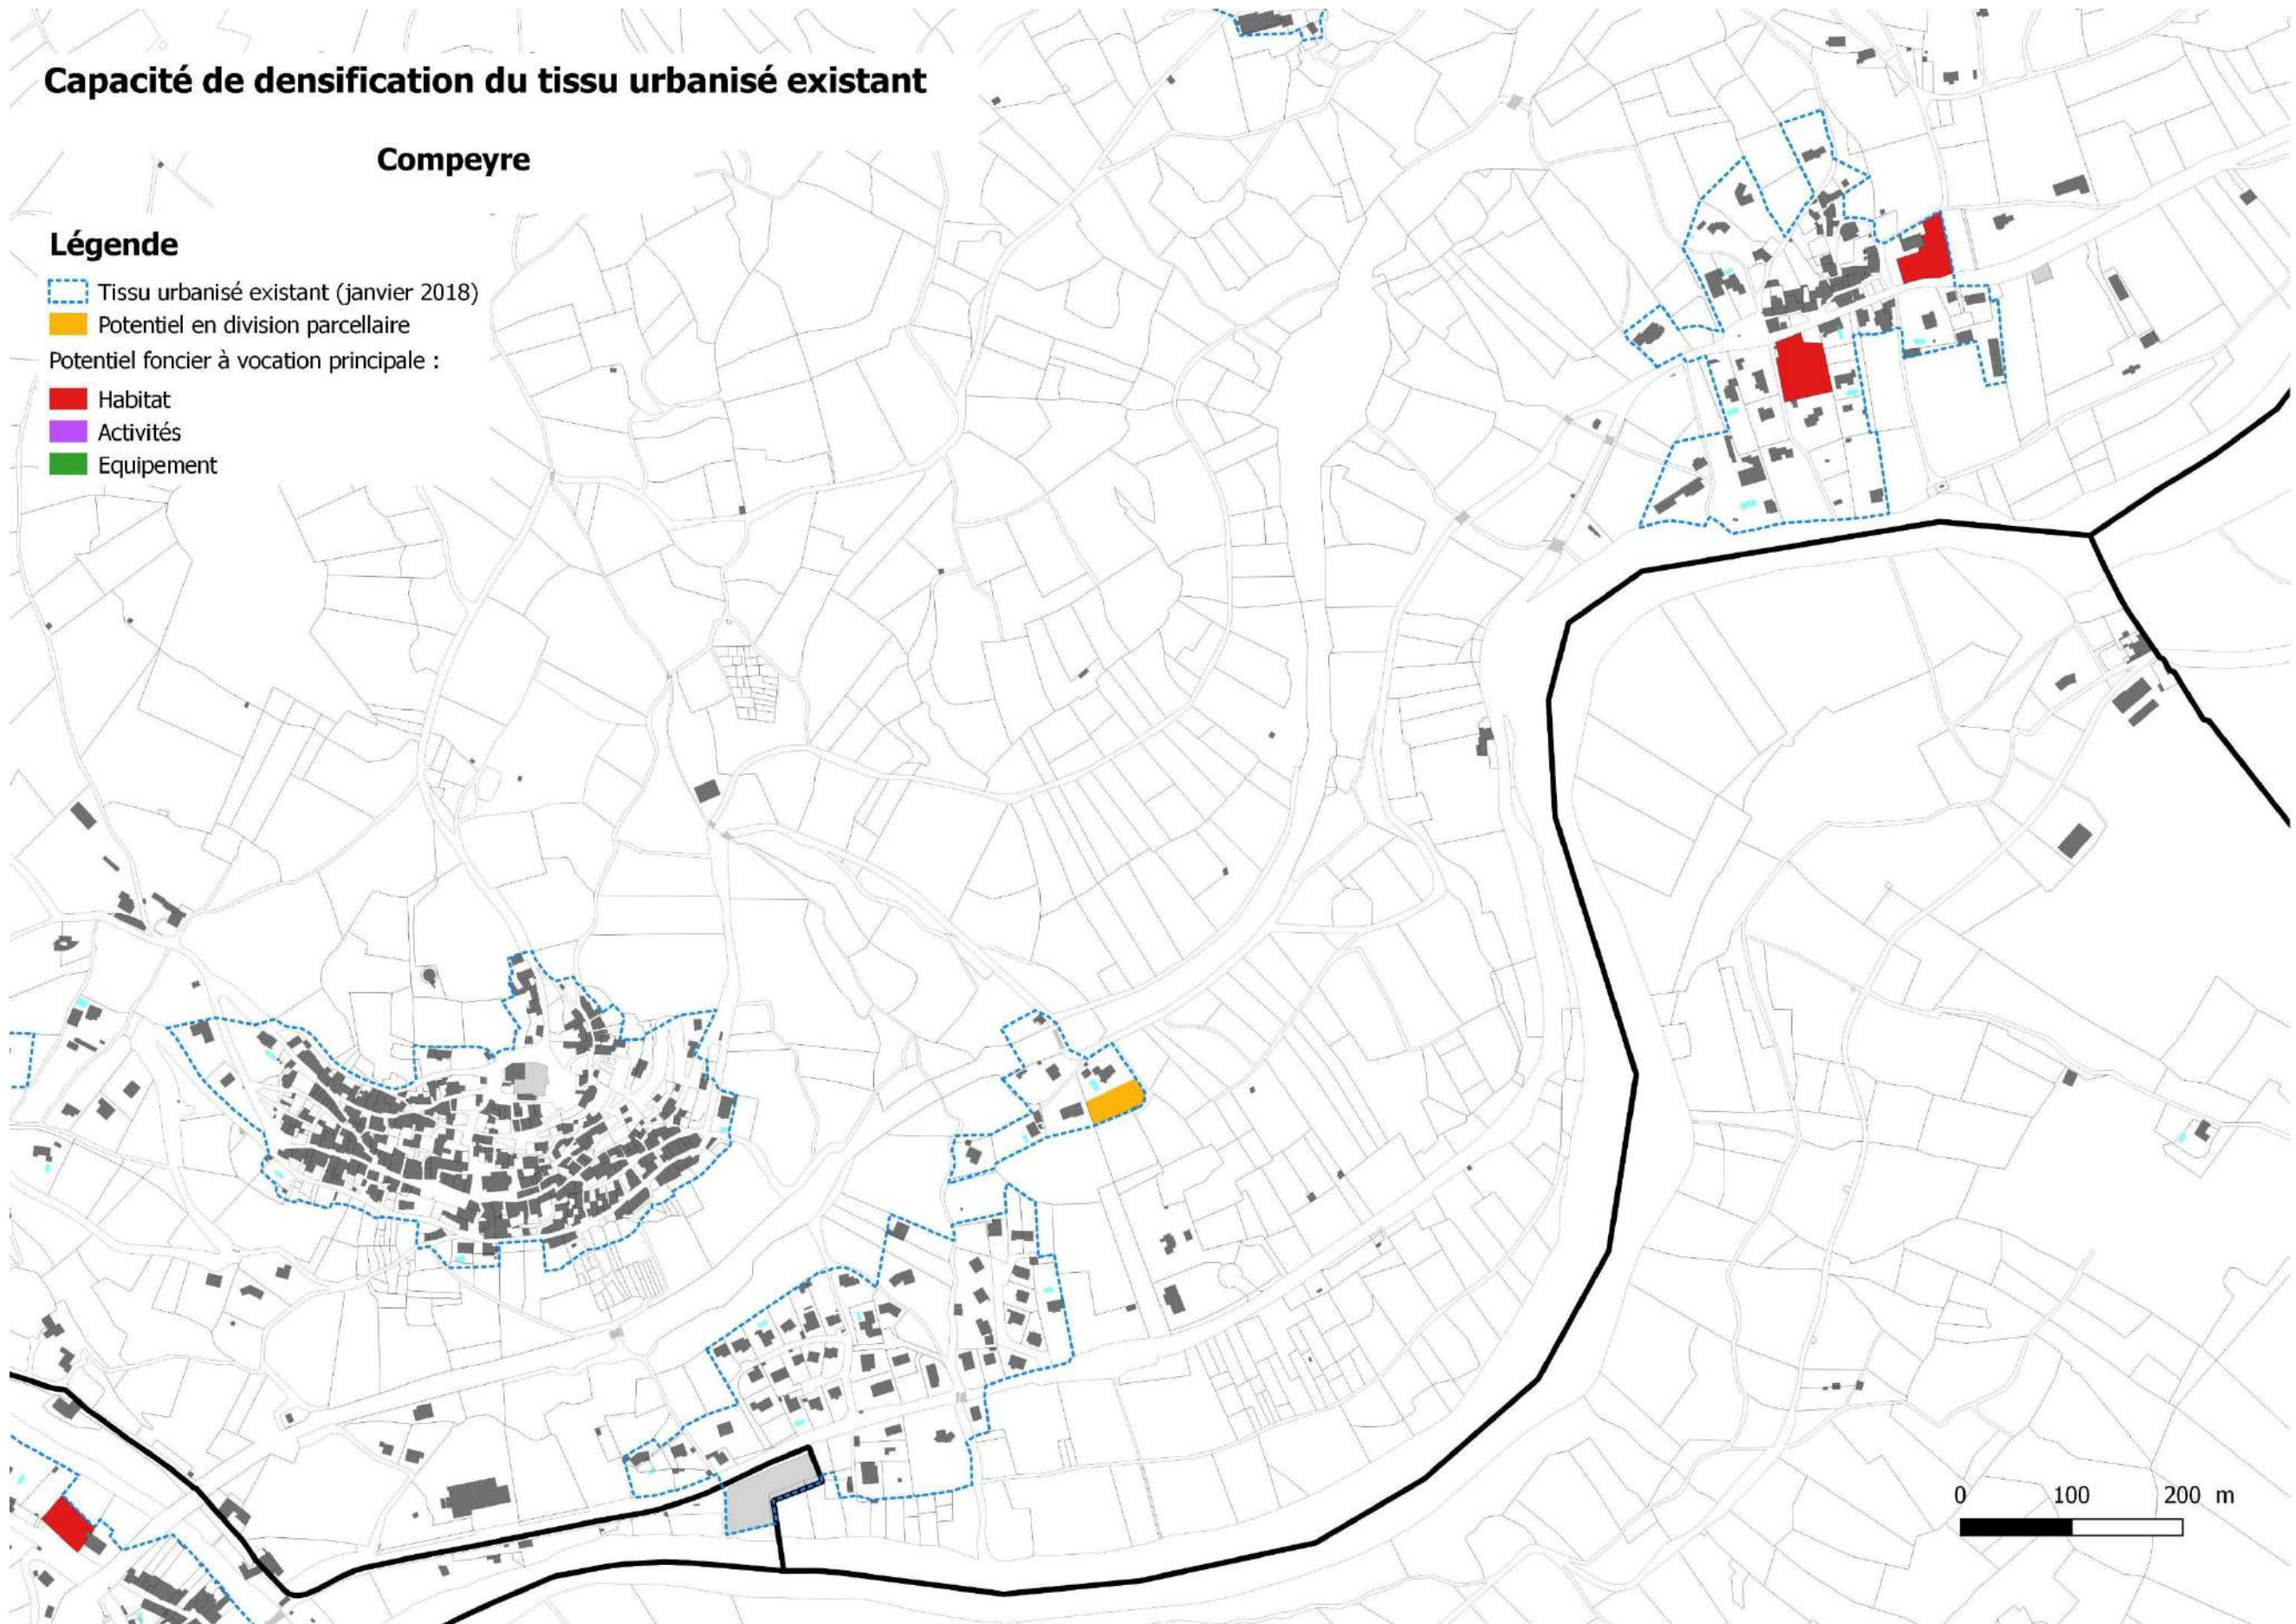 Capacité de densification du tissu urbanisé existant
Compeyre
Légende
Tissu urbanisé existant (janvier 2018)
Potentiel en division parcellaire
Potentiel foncier à vocation principale :
Habitat
Activités
Equipement
0 100 200 m